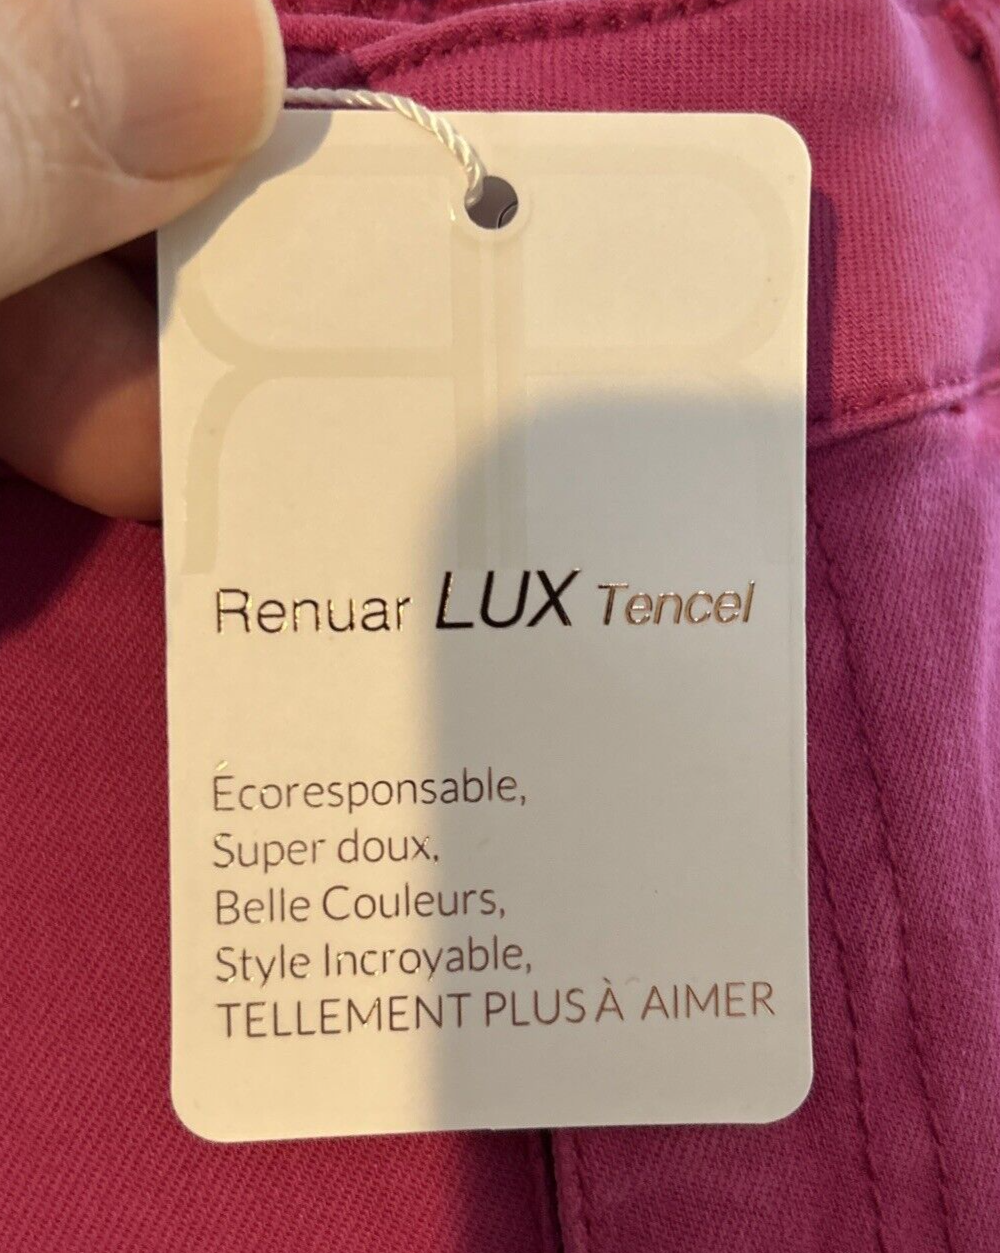 Renuar LUX Tencel
Écoresponsable,
Super doux,
Belle Couleurs,
Style Incroyable,
TELLEMENT PLUS À AIMER